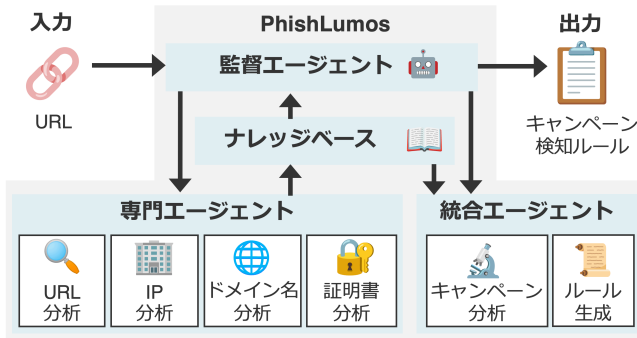 入力
PhishLumos
出力
監督エージェント
URL
ナレッジベース
キャンペーン
検知ルール
専門エージェント
統合エージェント
URL
分析
IP
分析
ドメイン名
分析
証明書
分析
キャンペーン
分析
ルール
生成